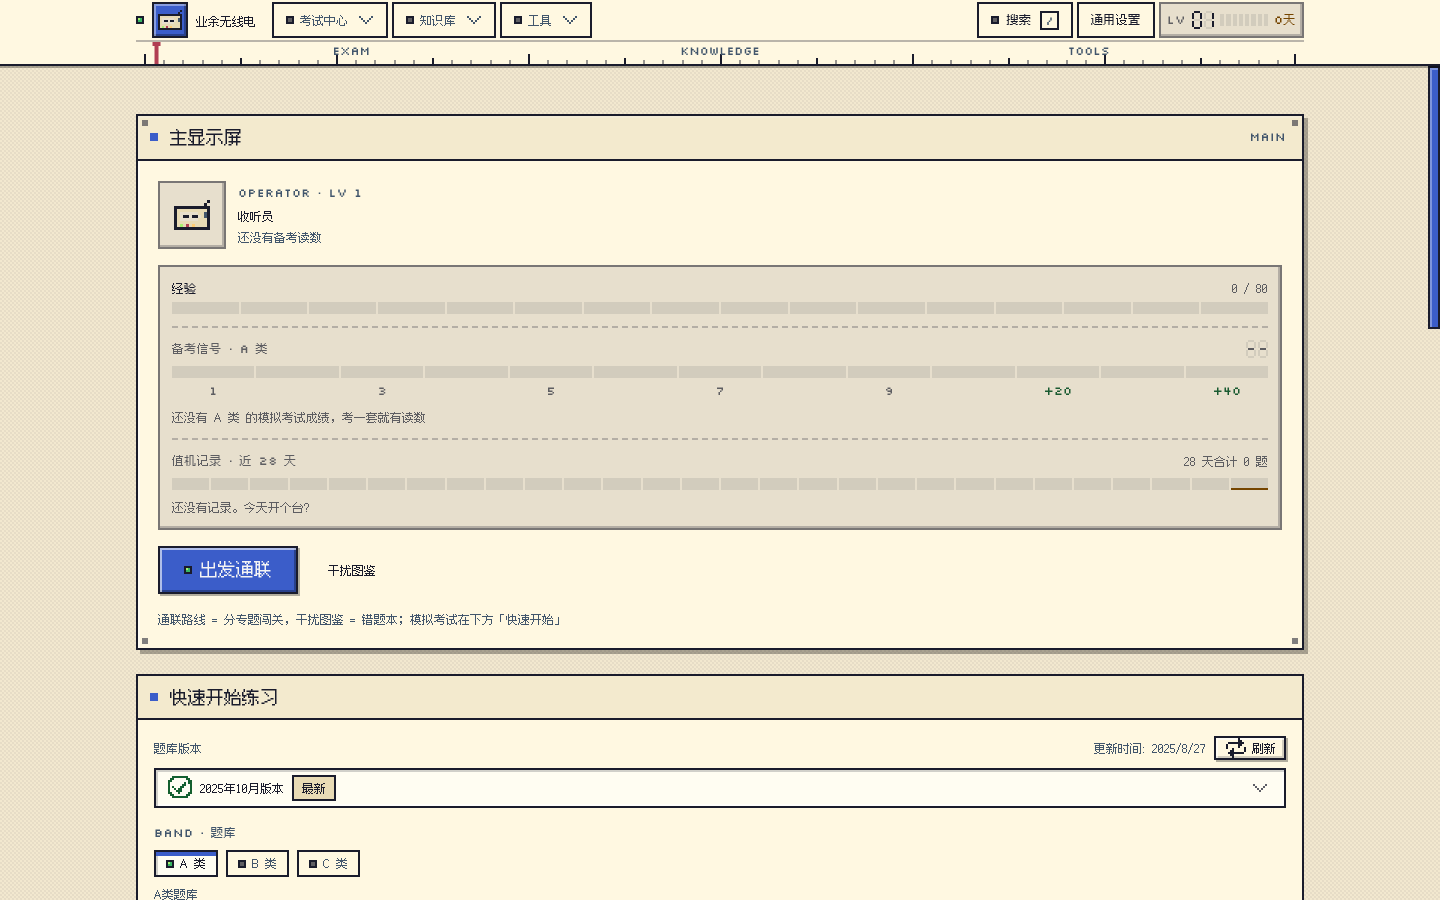 业余无线电 考试中心 知识库 工具 搜索 / 通用设置 LV 01 0天
EXAM KNOWLEDGE TOOLS
主显示屏 MAIN
OPERATOR · LV 1
收听员
还没有备考读数
经验 0 / 80
备考信号 · A 类 --
1 3 5 7 9 +20 +40
还没有 A 类 的模拟考试成绩，考一套就有读数
值机记录 · 近 28 天 28 天合计 0 题
还没有记录。今天开个台?
出发通联 干扰图鉴
通联路线 = 分专题闯关，干扰图鉴 = 错题本；模拟考试在下方「快速开始」
快速开始练习
题库版本 更新时间: 2025/8/27 刷新
2025年10月版本 最新
BAND · 题库
A 类 B 类 C 类
A类题库